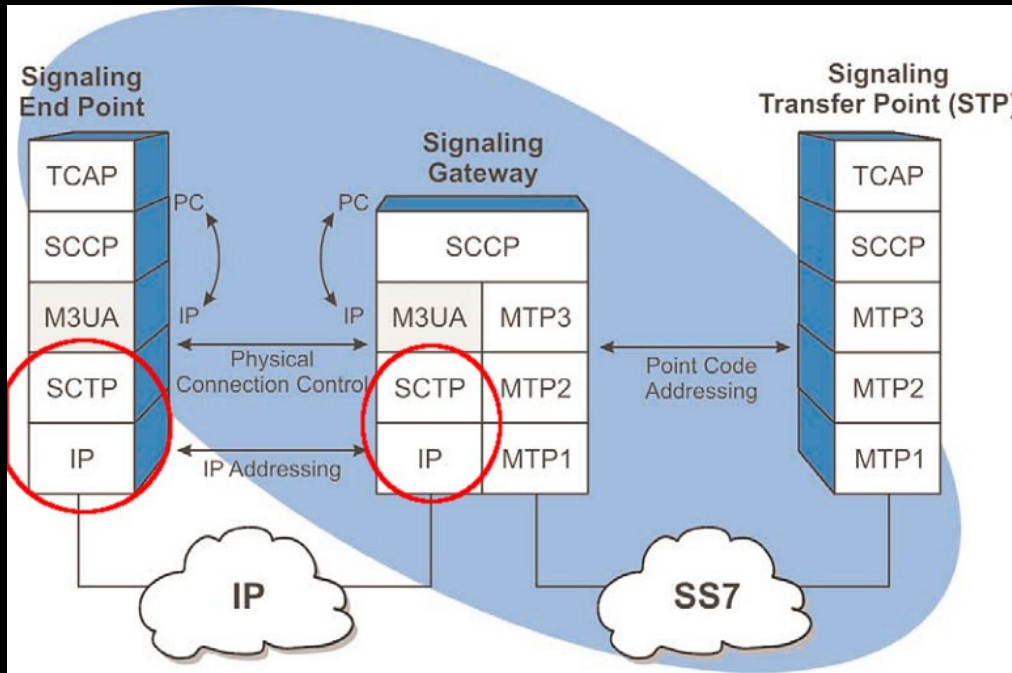 Signaling
End Point
TCAP
SCCP
M3UA
SCTP
IP
PC
IP
Physical
Connection Control
IP Addressing
Signaling
Gateway
PC
IP
SCCP
M3UA
MTP3
SCTP
MTP2
IP
MTP1
Point Code
Addressing
Signaling
Transfer Point (STP)
TCAP
SCCP
MTP3
MTP2
MTP1
IP
SS7